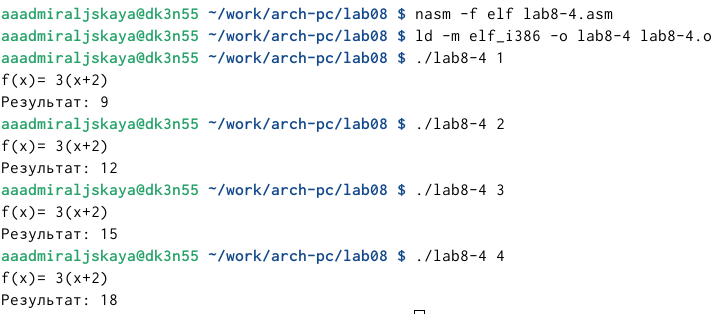 aaadmiraljskaya@dk3n55 ~/work/arch-pc/lab08 $ nasm -f elf lab8-4.asm
aaadmiraljskaya@dk3n55 ~/work/arch-pc/lab08 $ ld -m elf_i386 -o lab8-4 lab8-4.o
aaadmiraljskaya@dk3n55 ~/work/arch-pc/lab08 $ ./lab8-4 1
f(x)= 3(x+2)
Результат: 9
aaadmiraljskaya@dk3n55 ~/work/arch-pc/lab08 $ ./lab8-4 2
f(x)= 3(x+2)
Результат: 12
aaadmiraljskaya@dk3n55 ~/work/arch-pc/lab08 $ ./lab8-4 3
f(x)= 3(x+2)
Результат: 15
aaadmiraljskaya@dk3n55 ~/work/arch-pc/lab08 $ ./lab8-4 4
f(x)= 3(x+2)
Результат: 18